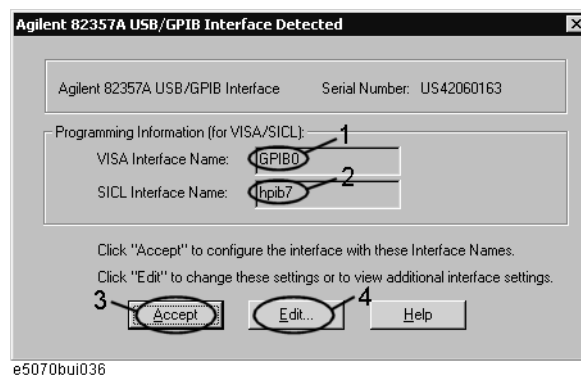 Agilent 82357A USB/GPIB Interface Detected
Agilent 82357A USB/GPIB Interface Serial Number: US42060163
Programming Information (for VISA/SICL):
1
VISA Interface Name: GPIB0
2
SICL Interface Name: hpib7
Click "Accept" to configure the interface with these Interface Names.
Click "Edit" to change these settings or to view additional interface settings.
3 4
Accept Edit... Help
e5070buj036